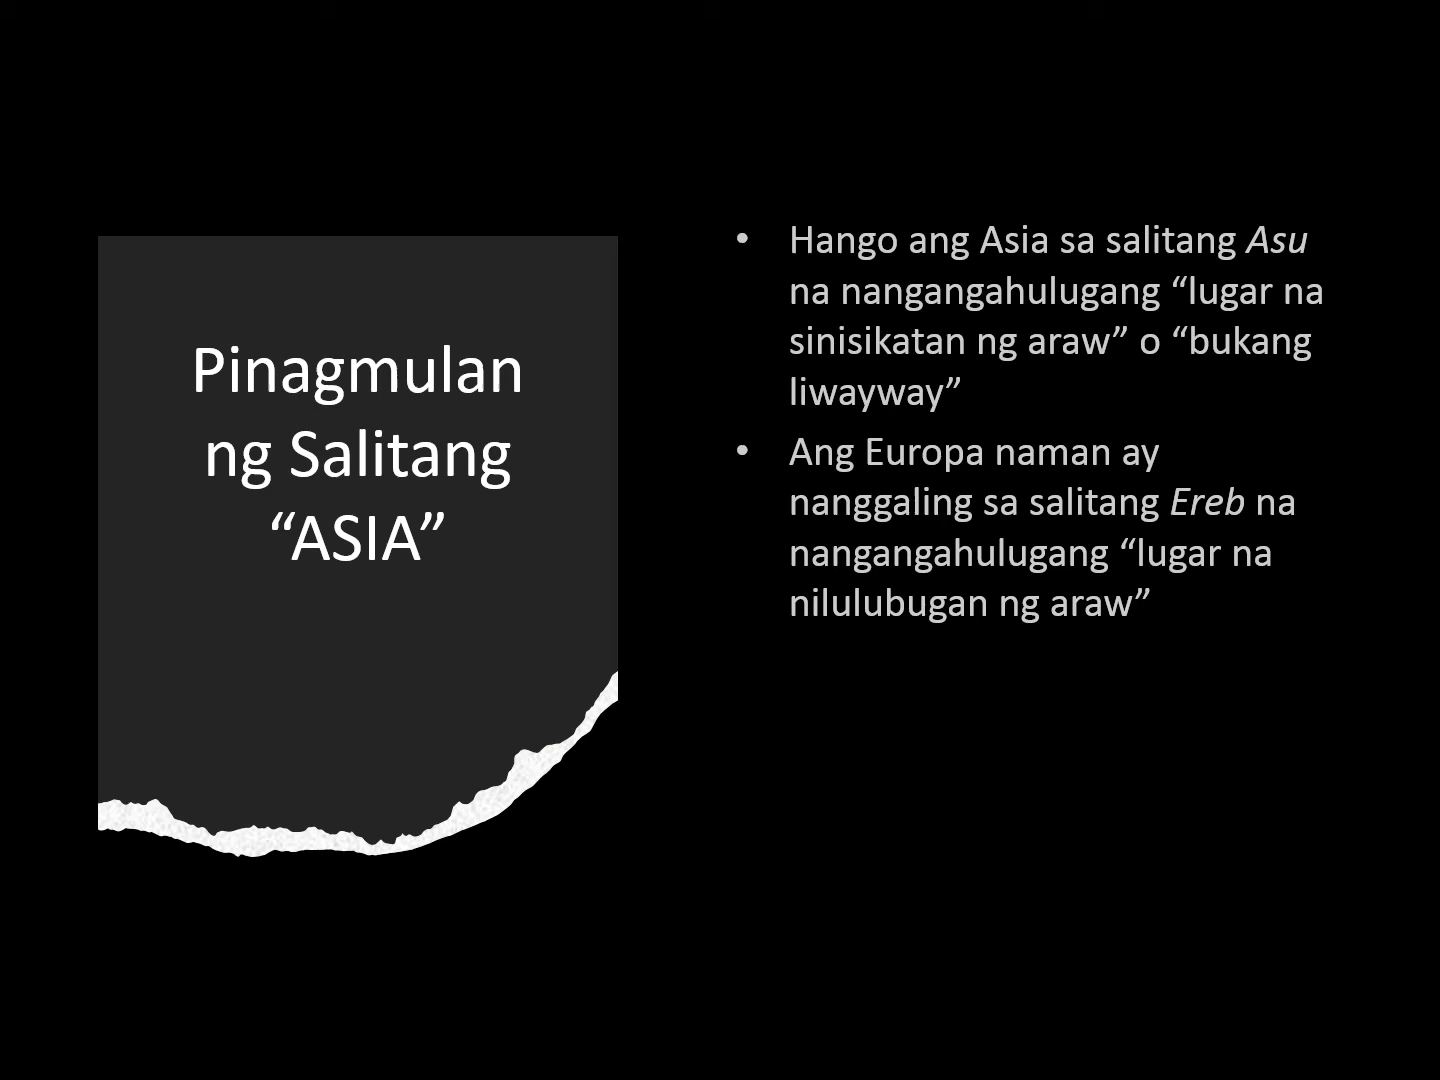 Pinagmulan
ng Salitang
“ASIA”
• Hango ang Asia sa salitang Asu
na nangangahulugang “lugar na
sinisikatan ng araw” o “bukang
liwayway”
• Ang Europa naman ay
nanggaling sa salitang Ereb na
nangangahulugang “lugar na
nilulubugan ng araw”